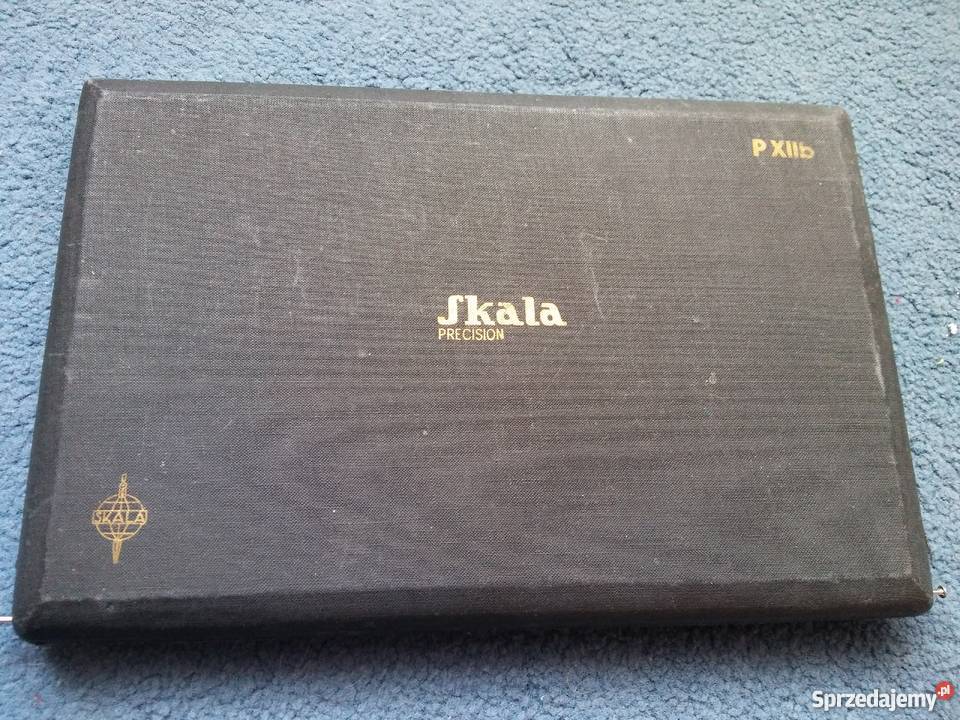 P XIIb
Skala
PRECISION
SKALA
Sprzedajemy.pl